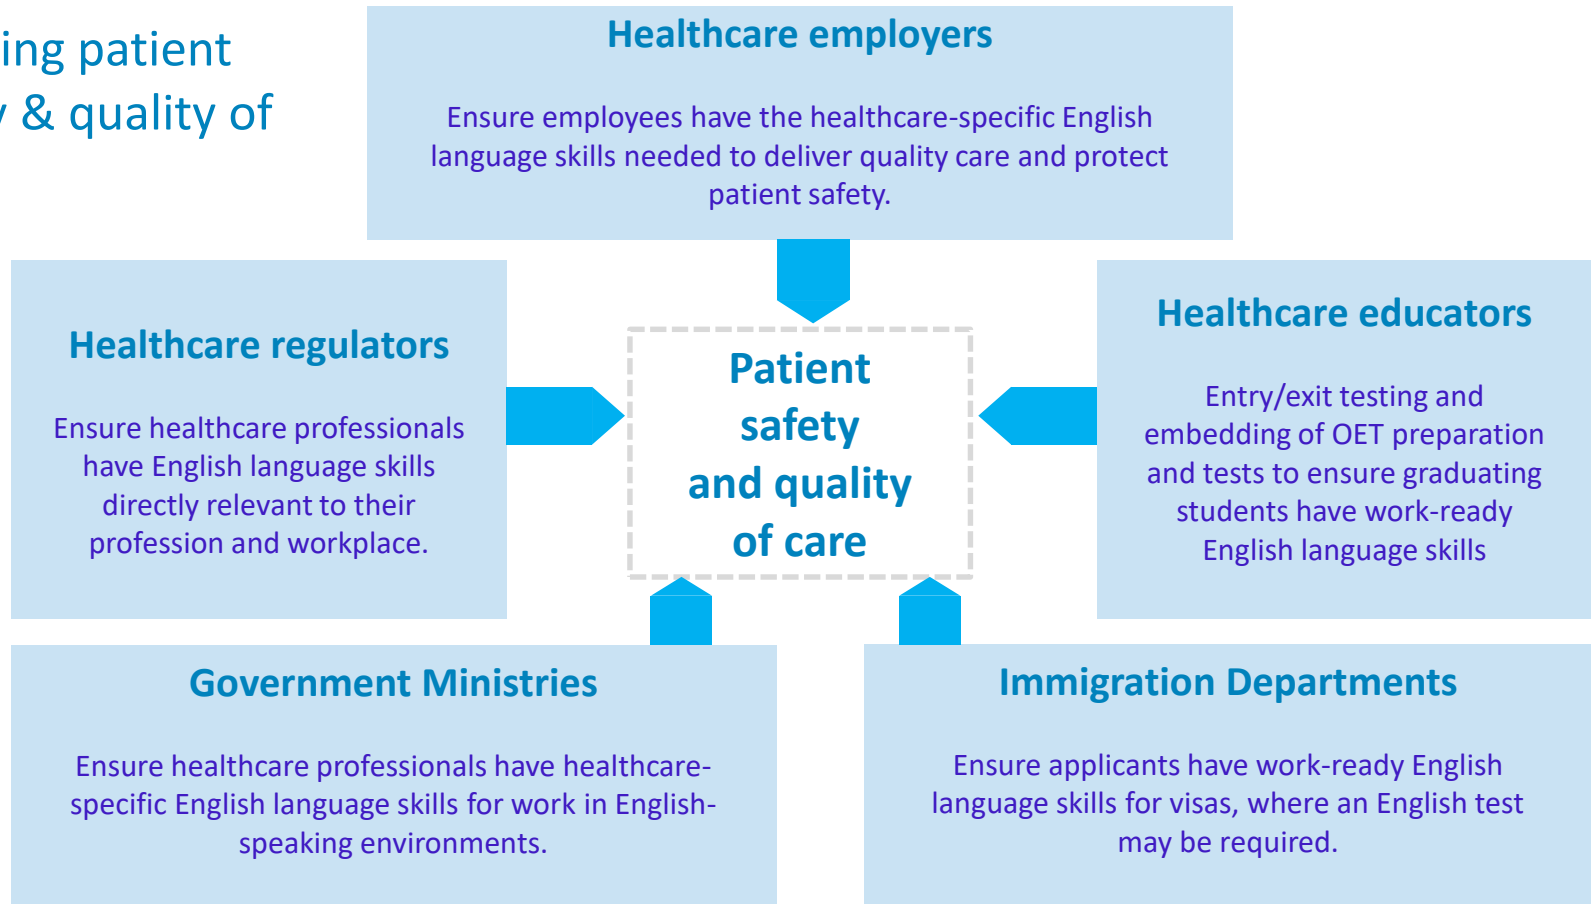 ing patient
& quality of
Healthcare employers
Ensure employees have the healthcare-specific English
language skills needed to deliver quality care and protect
patient safety.
Healthcare regulators
Ensure healthcare professionals
have English language skills
directly relevant to their
profession and workplace.
Patient
safety
and quality
of care
Healthcare educators
Entry/exit testing and
embedding of OET preparation
and tests to ensure graduating
students have work-ready
English language skills
Government Ministries
Ensure healthcare professionals have healthcare-
specific English language skills for work in English-
speaking environments.
Immigration Departments
Ensure applicants have work-ready English
language skills for visas, where an English test
may be required.